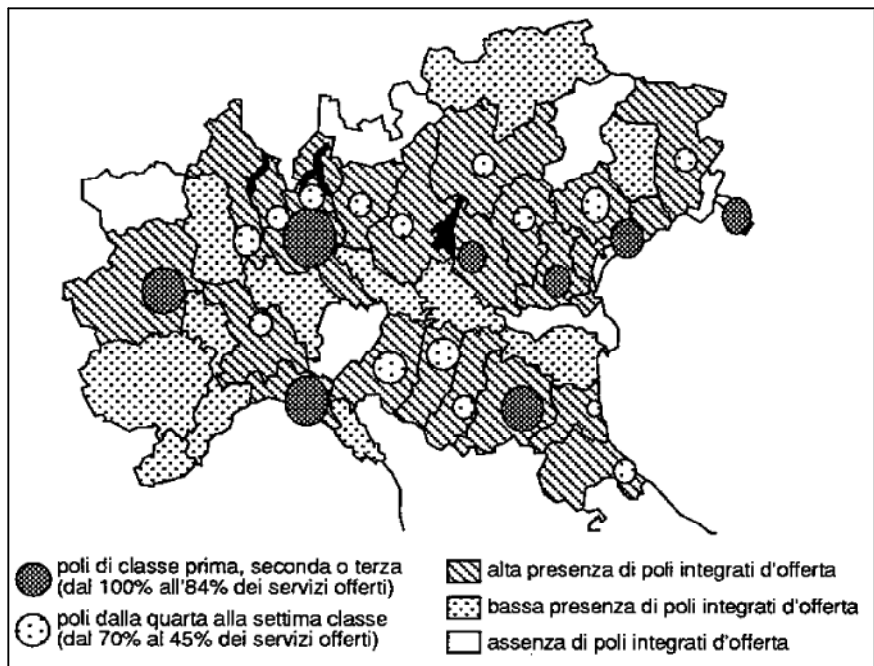 poli di classe prima, seconda o terza
(dal 100% all'84% dei servizi offerti)
poli dalla quarta alla settima classe
(dal 70% al 45% dei servizi offerti)
alta presenza di poli integrati d'offerta
bassa presenza di poli integrati d'offerta
assenza di poli integrati d'offerta